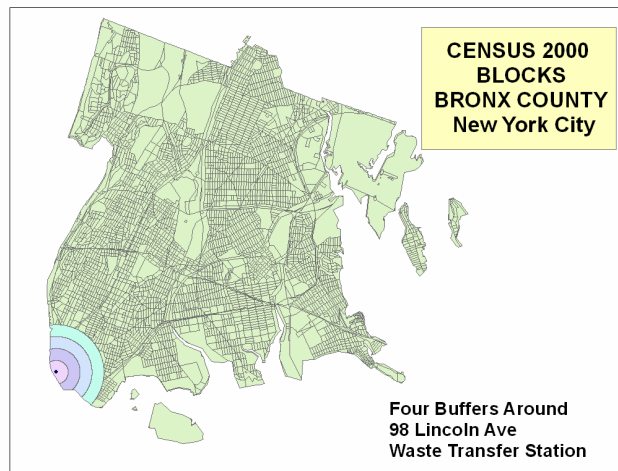 CENSUS 2000
BLOCKS
BRONX COUNTY
New York City
Four Buffers Around
98 Lincoln Ave
Waste Transfer Station